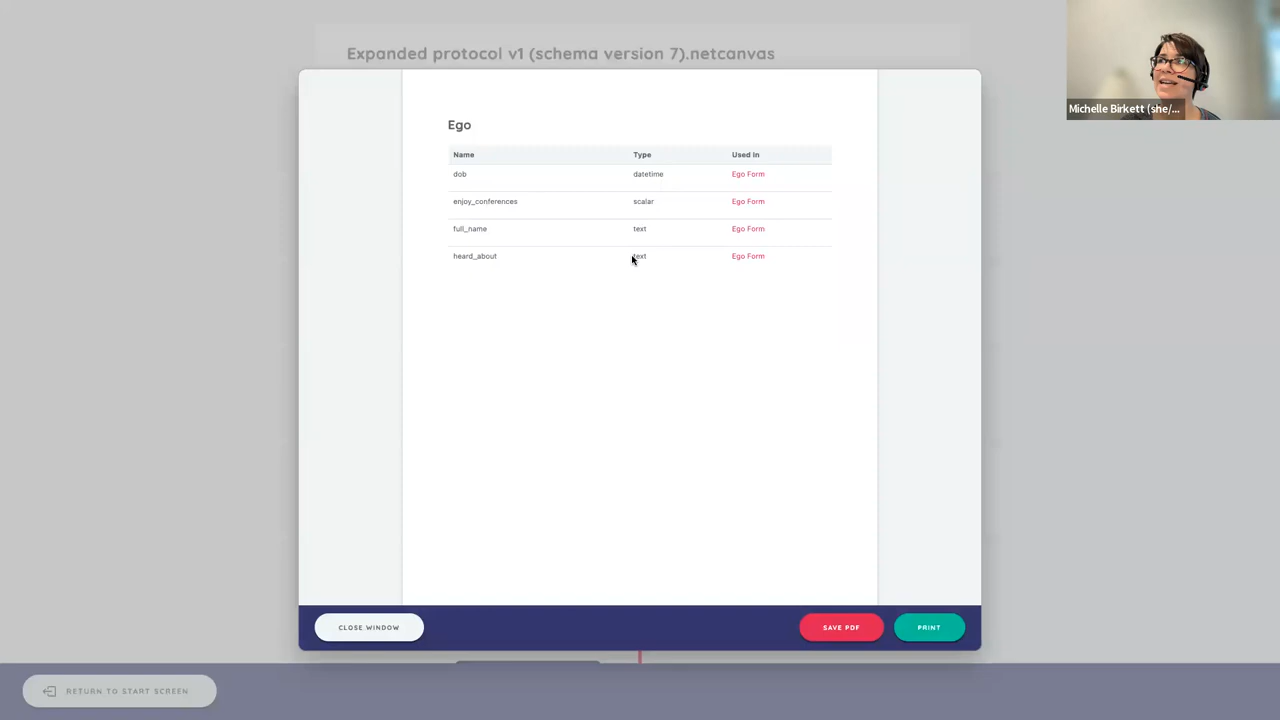 Expanded protocol v1 (schema version 7).netcanvas
Michelle Birkett (she/...
Ego
Name Type Used in
dob datetime Ego Form
enjoy_conferences scalar Ego Form
full_name text Ego Form
heard_about text Ego Form
CLOSE WINDOW SAVE PDF PRINT
RETURN TO START SCREEN